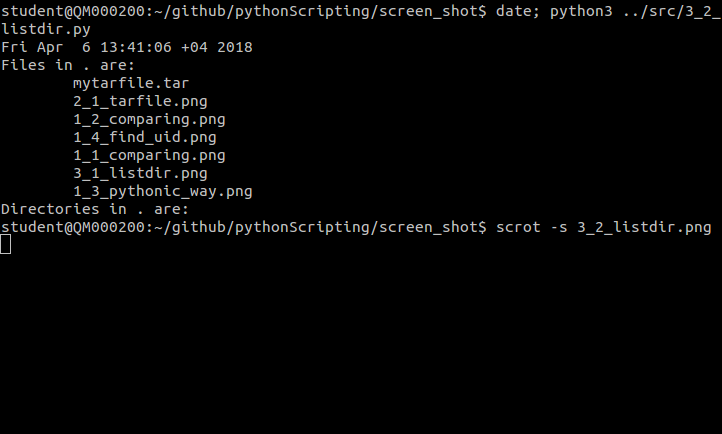 student@QM000200:~/github/pythonScripting/screen_shot$ date; python3 ../src/3_2_
listdir.py
Fri Apr  6 13:41:06 +04 2018
Files in . are:
        mytarfile.tar
        2_1_tarfile.png
        1_2_comparing.png
        1_4_find_uid.png
        1_1_comparing.png
        3_1_listdir.png
        1_3_pythonic_way.png
Directories in . are:
student@QM000200:~/github/pythonScripting/screen_shot$ scrot -s 3_2_listdir.png